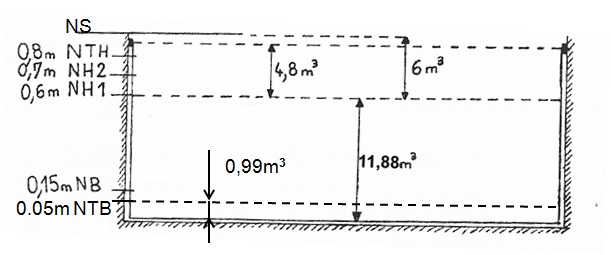 NS
0,8m NTH
0,7m NH2
0,6m NH1
4,8m³
6m³
0,99m³
11,88m³
0,15m NB
0.05m NTB